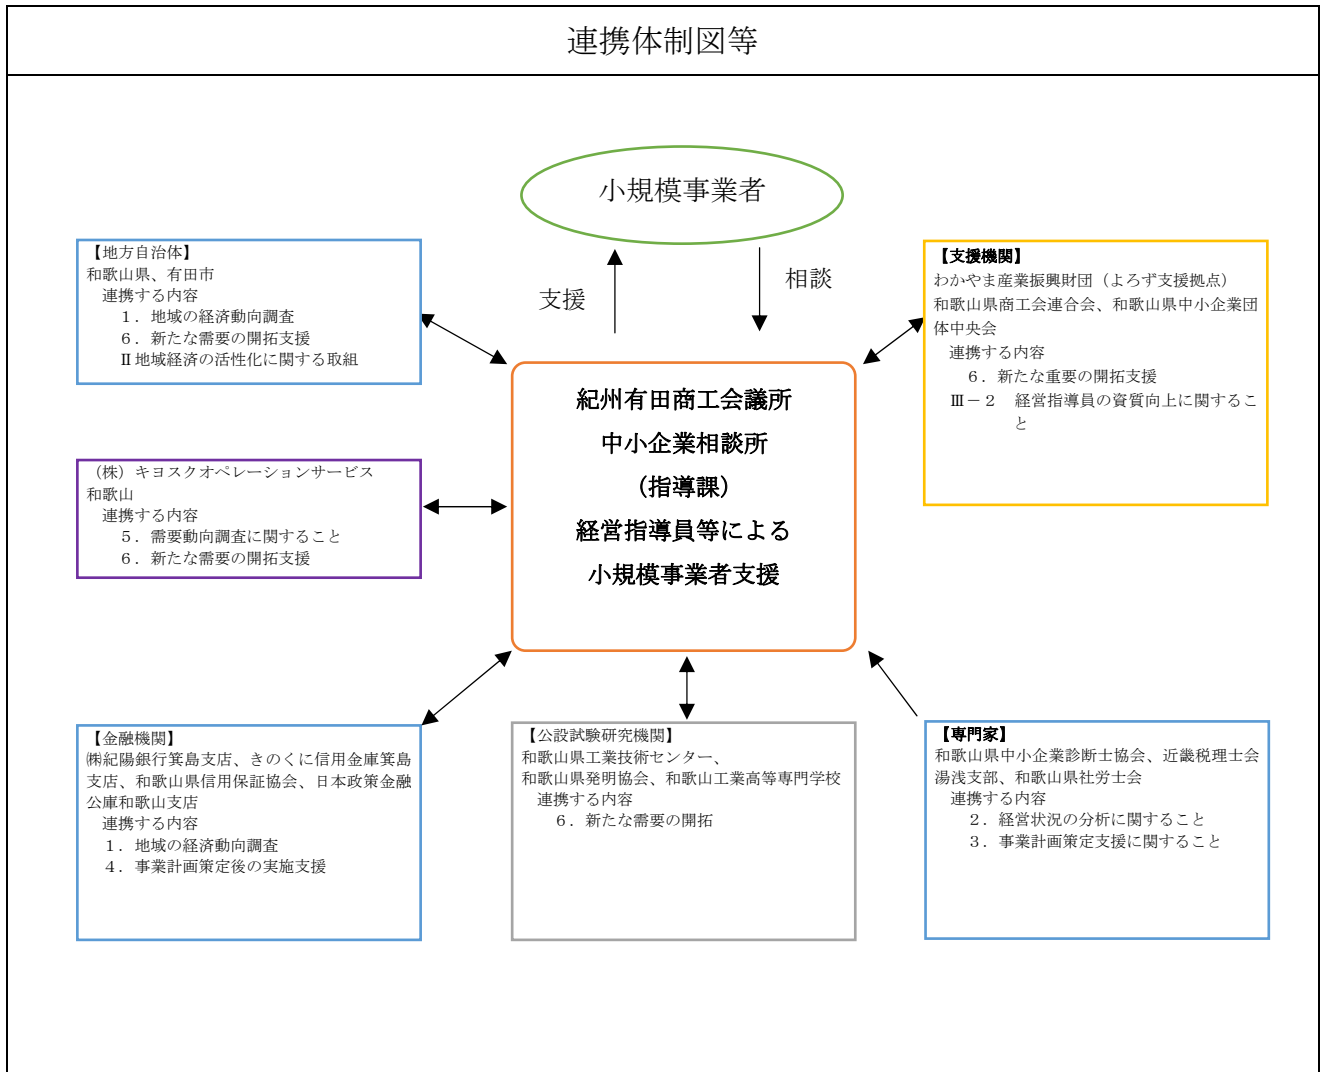 連携体制図等
小規模事業者
支援
相談
【地方自治体】
和歌山県、有田市
連携する内容
１．地域の経済動向調査
６．新たな需要の開拓支援
Ⅱ地域経済の活性化に関する取組
【支援機関】
わかやま産業振興財団（よろず支援拠点）
和歌山県商工会連合会、和歌山県中小企業団
体中央会
連携する内容
６．新たな重要の開拓支援
Ⅲ－２　経営指導員の資質向上に関するこ
と
紀州有田商工会議所
中小企業相談所
（指導課）
経営指導員等による
小規模事業者支援
（株）キヨスクオペレーションサービス
和歌山
連携する内容
５．需要動向調査に関すること
６．新たな需要の開拓支援
【金融機関】
㈱紀陽銀行箕島支店、きのくに信用金庫箕島
支店、和歌山県信用保証協会、日本政策金融
公庫和歌山支店
連携する内容
１．地域の経済動向調査
４．事業計画策定後の実施支援
【公設試験研究機関】
和歌山県工業技術センター、
和歌山県発明協会、和歌山工業高等専門学校
連携する内容
６．新たな需要の開拓
【専門家】
和歌山県中小企業診断士協会、近畿税理士会
湯浅支部、和歌山県社労士会
連携する内容
２．経営状況の分析に関すること
３．事業計画策定支援に関すること